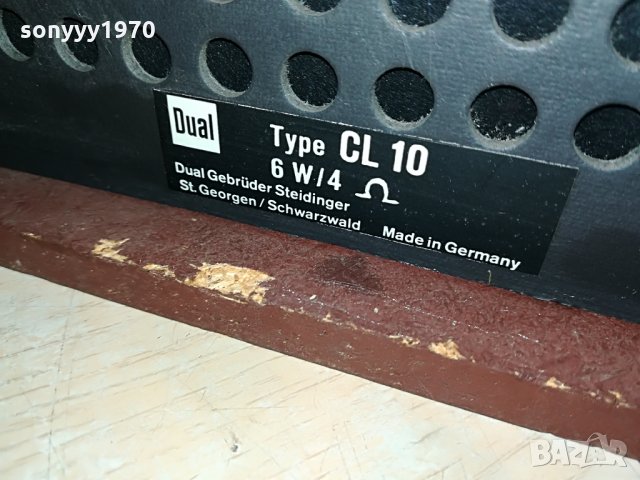 sonyyy1970
Dual
Type CL 10
6 W/4 Ω
Dual Gebrüder Steidinger
St. Georgen/Schwarzwald Made in Germany
BAZAR